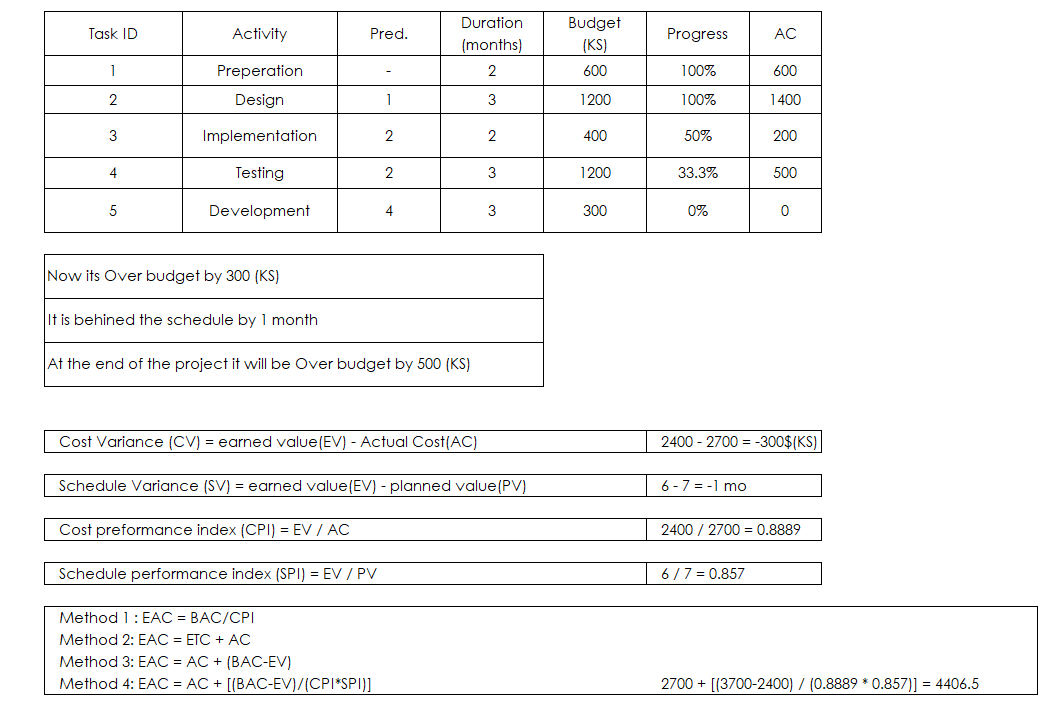 Task ID Activity Pred. Duration (months) Budget (KS) Progress AC
1 Preperation - 2 600 100% 600
2 Design 1 3 1200 100% 1400
3 Implementation 2 2 400 50% 200
4 Testing 2 3 1200 33.3% 500
5 Development 4 3 300 0% 0
Now its Over budget by 300 (KS)
It is behined the schedule by 1 month
At the end of the project it will be Over budget by 500 (KS)
Cost Variance (CV) = earned value(EV) - Actual Cost(AC) 2400 - 2700 = -300$(KS)
Schedule Variance (SV) = earned value(EV) - planned value(PV) 6 - 7 = -1 mo
Cost preformance index (CPI) = EV / AC 2400 / 2700 = 0.8889
Schedule performance index (SPI) = EV / PV 6 / 7 = 0.857
Method 1 : EAC = BAC/CPI
Method 2: EAC = ETC + AC
Method 3: EAC = AC + (BAC-EV)
Method 4: EAC = AC + [(BAC-EV)/(CPI*SPI)] 2700 + [(3700-2400) / (0.8889 * 0.857)] = 4406.5